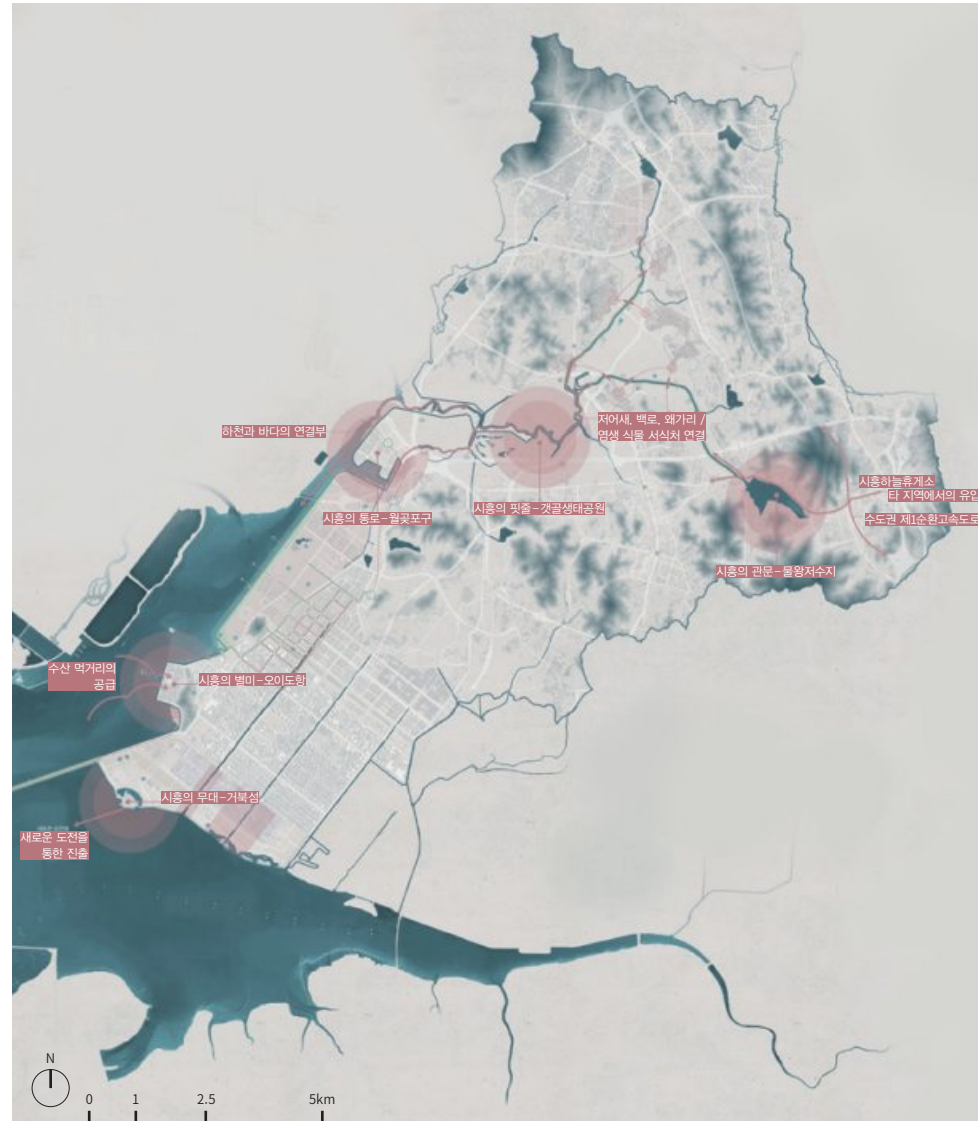 하천과 바다의 연결부
저어새, 백로, 왜가리 /
염생 식물 서식처 연결
시흥하늘휴게소
타 지역에서의 유입
수도권 제1순환고속도로
시흥의 통로-월곶포구
시흥의 핏줄-갯골생태공원
시흥의 관문-물왕저수지
수산 먹거리의
공급
시흥의 별미-오이도항
시흥의 무대-거북섬
새로운 도전을
통한 진출
N
0 1 2.5 5km